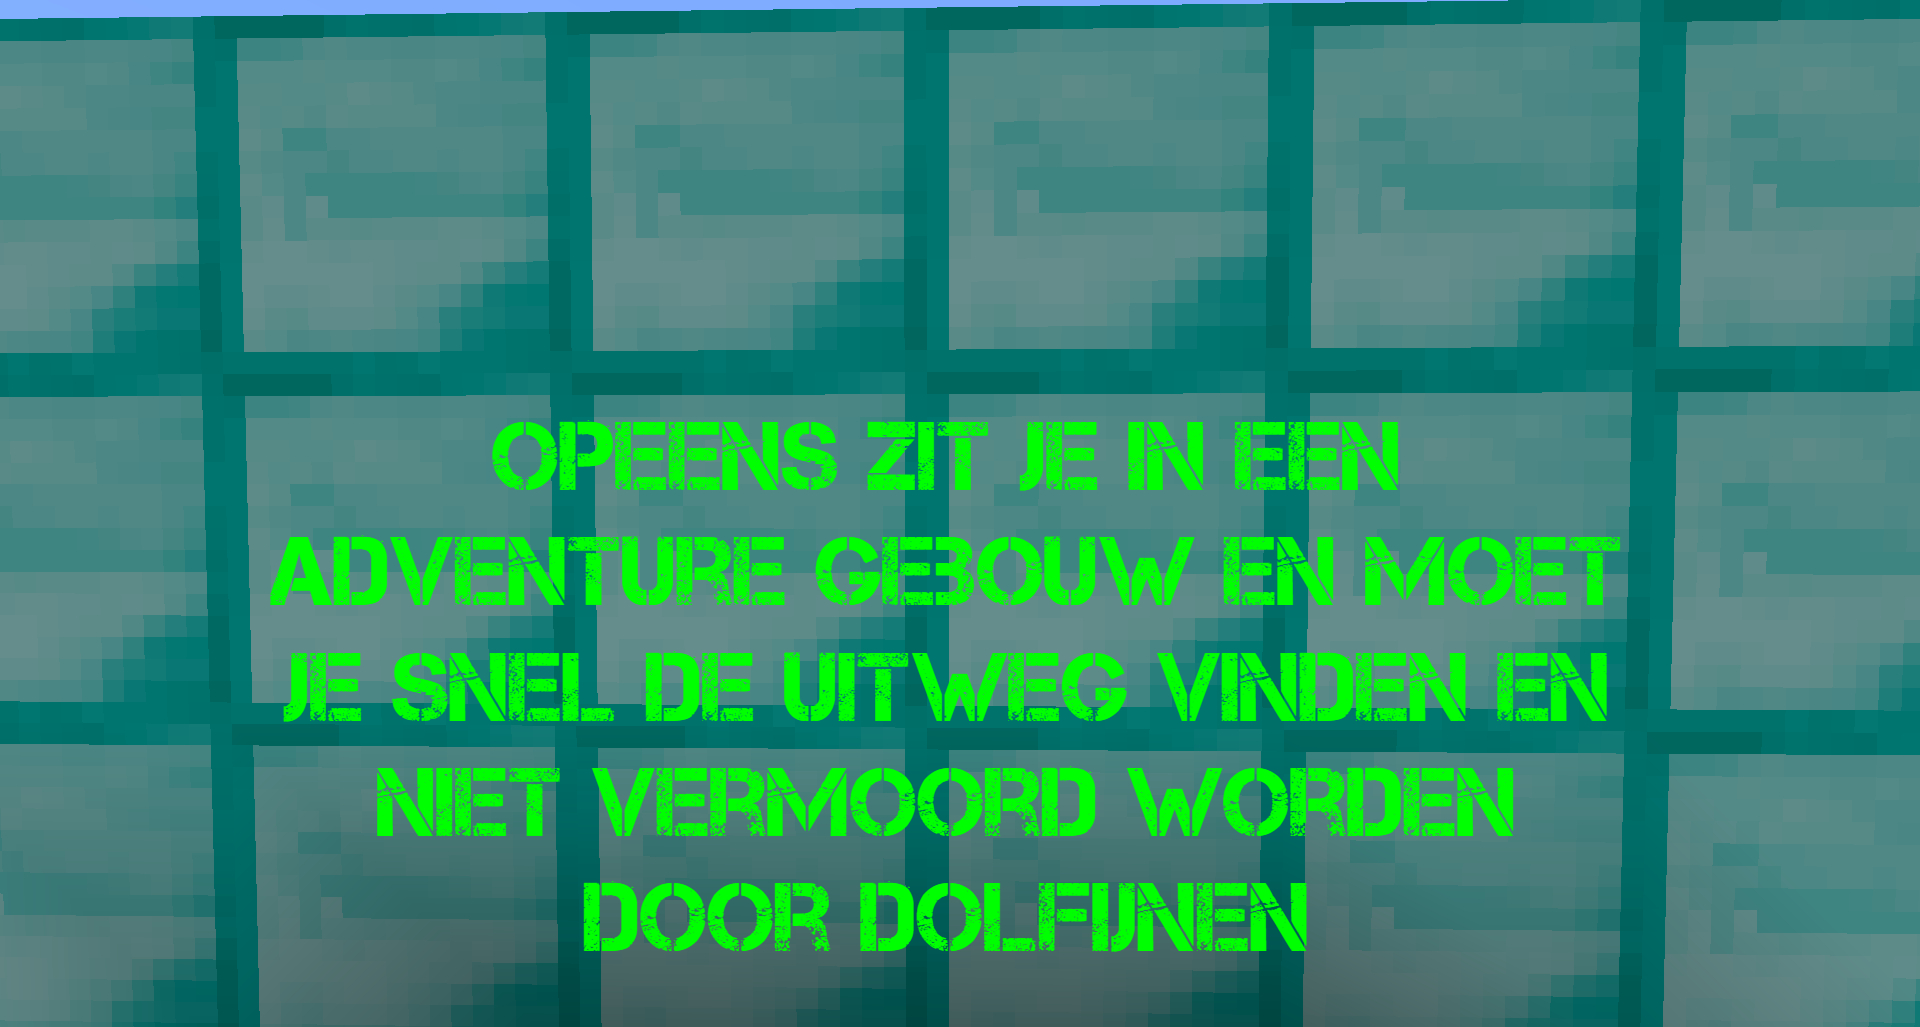 OPEENS ZIT JE IN EEN
ADVENTURE GEBOUW EN MOET
JE SNEL DE UITWEG VINDEN EN
NIET VERMOORD WORDEN
DOOR DOLFIJNEN